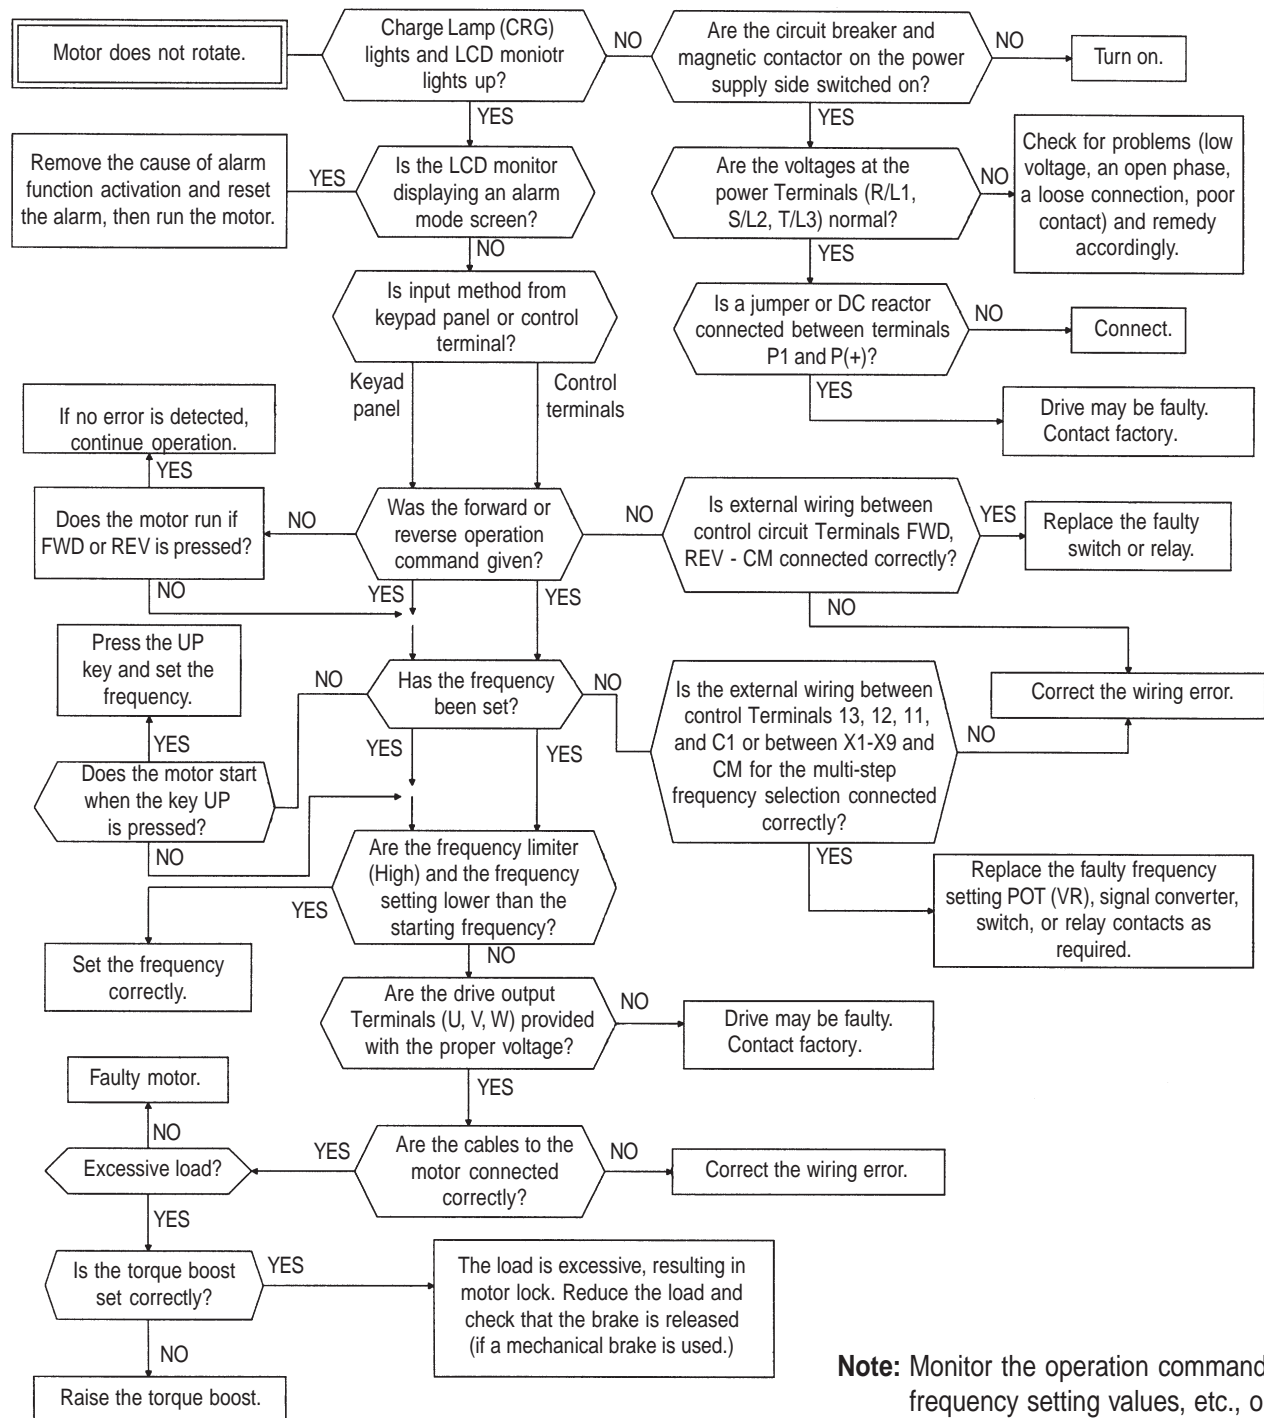 Motor does not rotate.
Charge Lamp (CRG)
lights and LCD moniotr
lights up?
NO
Are the circuit breaker and
magnetic contactor on the power
supply side switched on?
NO
Turn on.
YES
YES
Remove the cause of alarm
function activation and reset
the alarm, then run the motor.
YES
Is the LCD monitor
displaying an alarm
mode screen?
Are the voltages at the
power Terminals (R/L1,
S/L2, T/L3) normal?
NO
Check for problems (low
voltage, an open phase,
a loose connection, poor
contact) and remedy
accordingly.
NO
YES
Is input method from
keypad panel or control
terminal?
Is a jumper or DC reactor
connected between terminals
P1 and P(+)?
NO
Connect.
Keyad
panel
Control
terminals
YES
Drive may be faulty.
Contact factory.
If no error is detected,
continue operation.
YES
Does the motor run if
FWD or REV is pressed?
NO
Was the forward or
reverse operation
command given?
NO
Is external wiring between
control circuit Terminals FWD,
REV - CM connected correctly?
YES
Replace the faulty
switch or relay.
NO
YES
YES
NO
Press the UP
key and set the
frequency.
NO
Has the frequency
been set?
NO
Is the external wiring between
control Terminals 13, 12, 11,
and C1 or between X1-X9 and
CM for the multi-step
frequency selection connected
correctly?
NO
Correct the wiring error.
YES
YES
YES
Does the motor start
when the key UP
is pressed?
NO
Are the frequency limiter
(High) and the frequency
setting lower than the
starting frequency?
YES
YES
Replace the faulty frequency
setting POT (VR), signal converter,
switch, or relay contacts as
required.
Set the frequency
correctly.
NO
Are the drive output
Terminals (U, V, W) provided
with the proper voltage?
NO
Drive may be faulty.
Contact factory.
YES
Faulty motor.
NO
Excessive load?
YES
Are the cables to the
motor connected
correctly?
NO
Correct the wiring error.
YES
Is the torque boost
set correctly?
YES
The load is excessive, resulting in
motor lock. Reduce the load and
check that the brake is released
(if a mechanical brake is used.)
NO
Raise the torque boost.
Note: Monitor the operation command
frequency setting values, etc., o